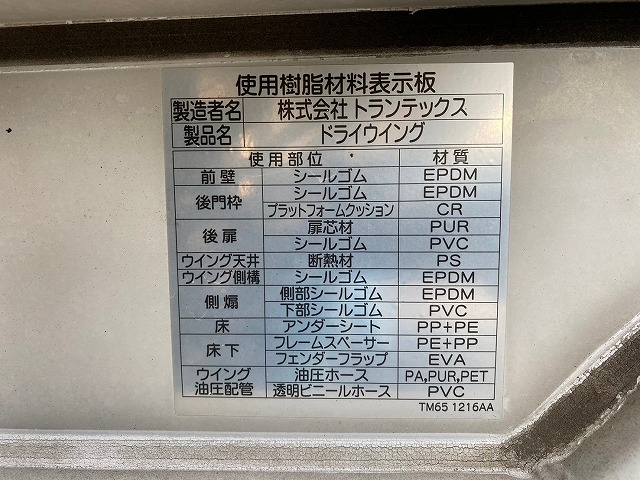 使用樹脂材料表示板
製造者名 株式会社 トランテックス
製品名 ドライウイング
使用部位 材質
前壁 シールゴム EPDM
後門枠 シールゴム EPDM
プラットフォームクッション CR
後扉 扉芯材 PUR
シールゴム PVC
ウイング天井 断熱材 PS
ウイング側構 シールゴム EPDM
側煽 側部シールゴム EPDM
下部シールゴム PVC
床 アンダーシート PP+PE
床下 フレームスペーサー PE+PP
フェンダーフラップ EVA
ウイング 油圧ホース PA,PUR,PET
油圧配管 透明ビニールホース PVC
TM65 1216AA